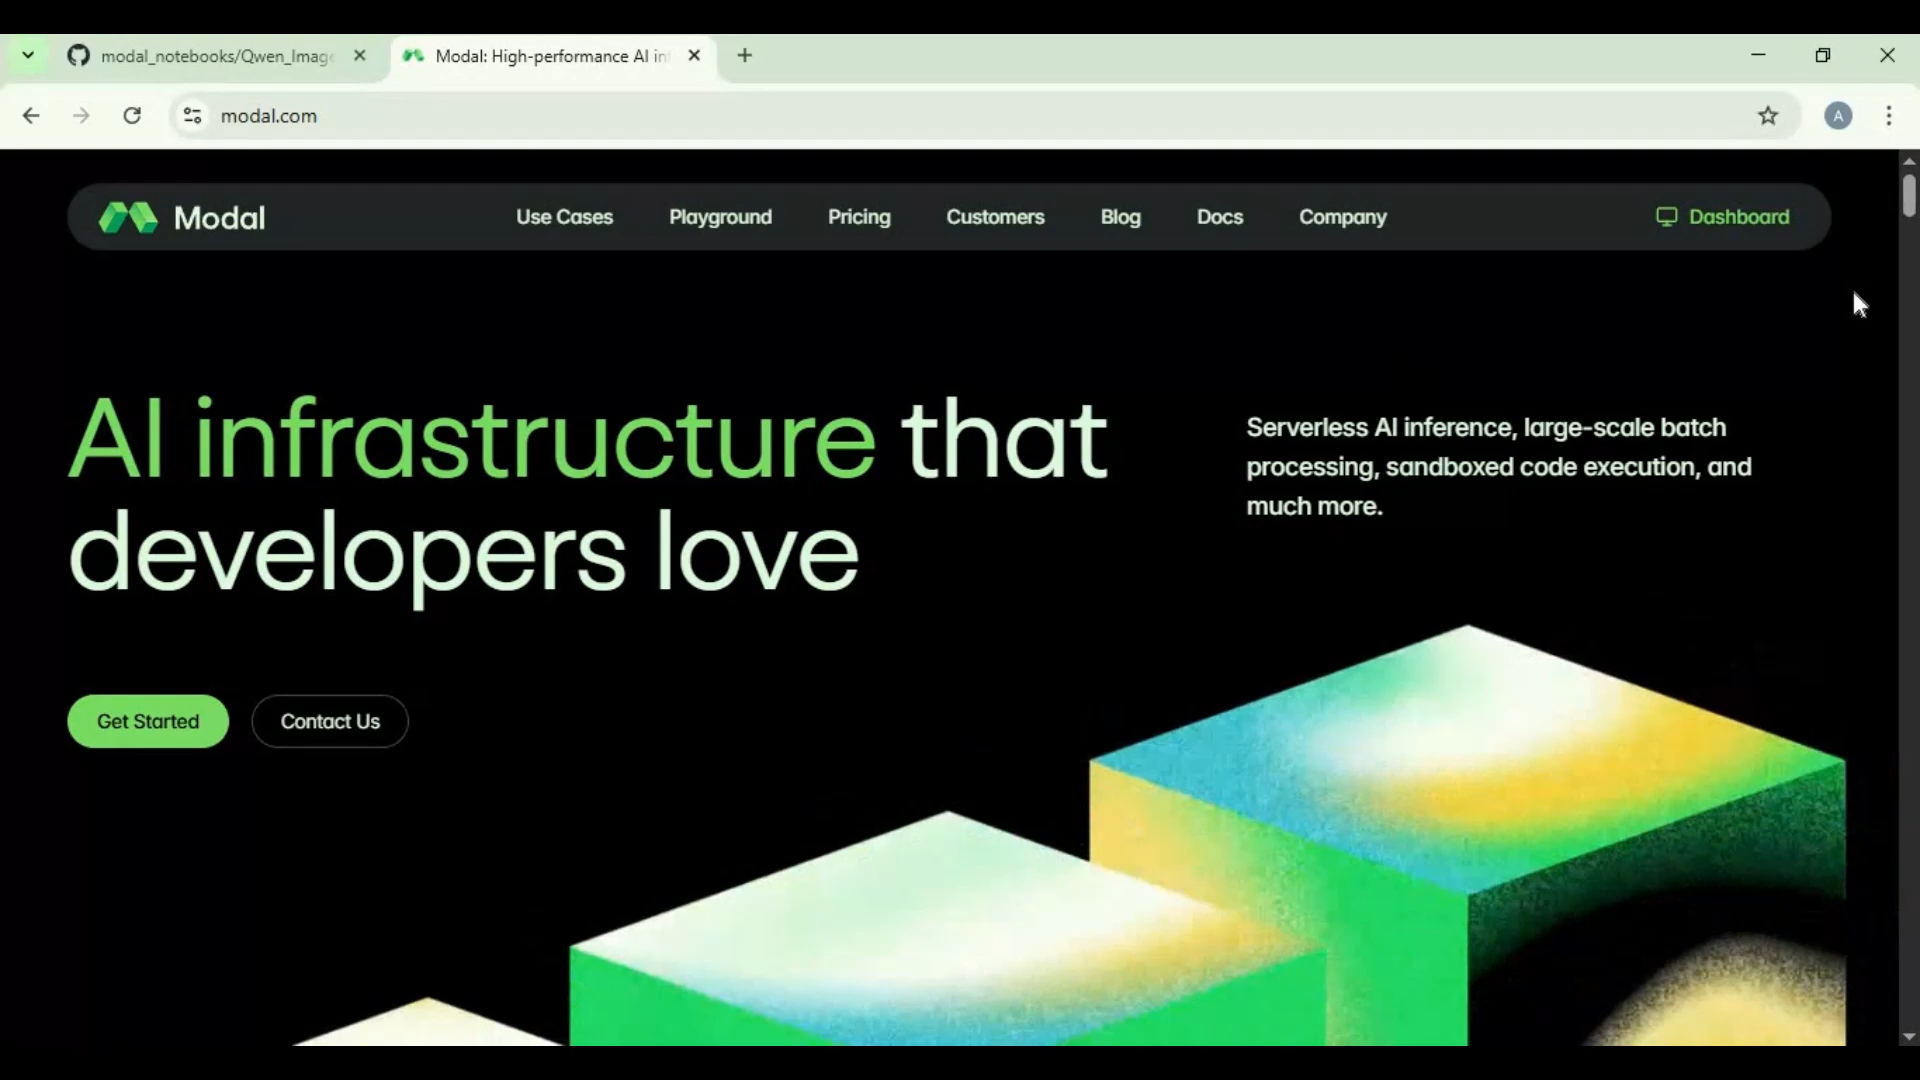 modal_notebooks/Qwen_Image
Modal: High-performance AI in
modal.com
A
Modal
Use Cases
Playground
Pricing
Customers
Blog
Docs
Company
Dashboard
AI infrastructure that
developers love
Serverless AI inference, large-scale batch
processing, sandboxed code execution, and
much more.
Get Started
Contact Us